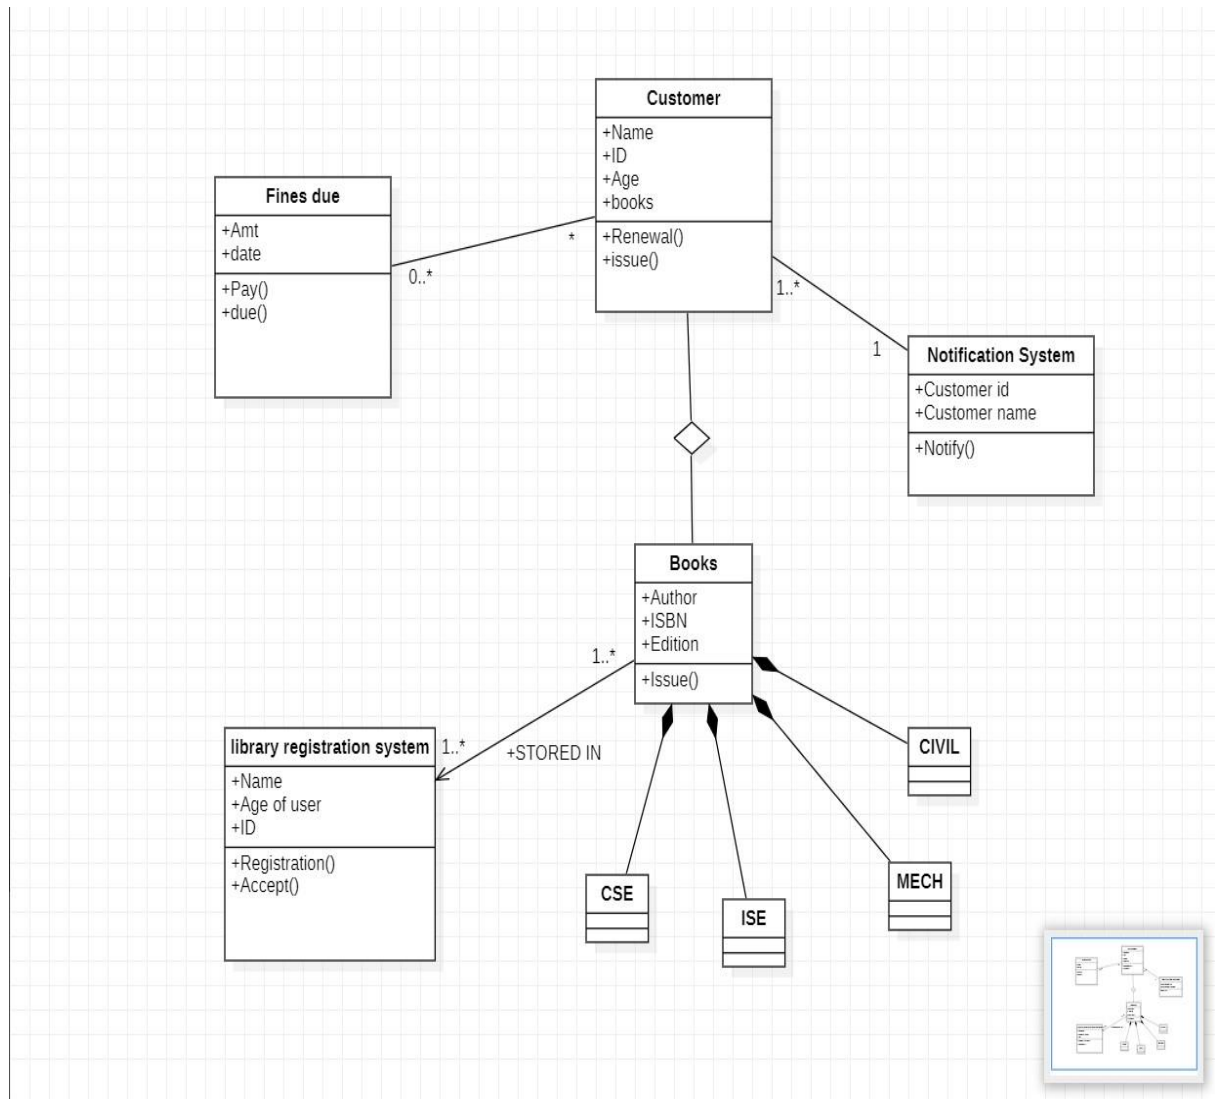 Customer
+Name
+ID
+Age
+books
+Renewal()
+issue()
Fines due
+Amt
+date
+Pay()
+due()
*
0..*
1..*
1
Notification System
+Customer id
+Customer name
+Notify()
Books
+Author
+ISBN
+Edition
+Issue()
1..*
1..*
+STORED IN
library registration system
+Name
+Age of user
+ID
+Registration()
+Accept()
CIVIL
MECH
CSE
ISE